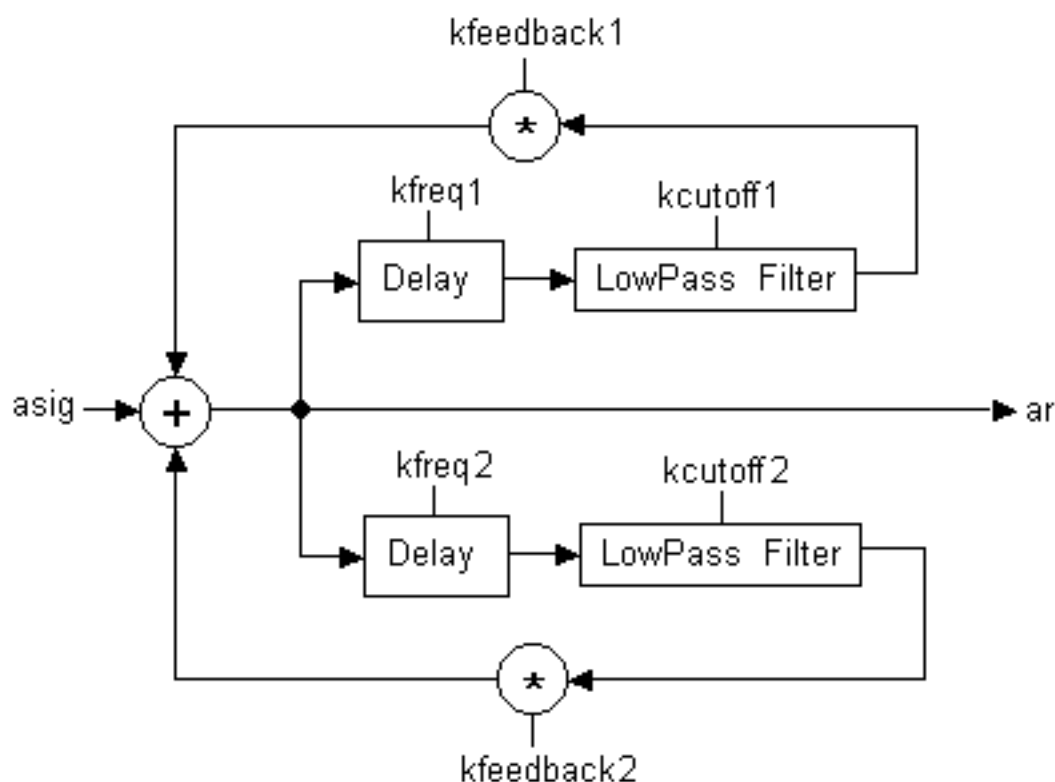 kfeedback1
*
kfreq1
kcutoff1
Delay
LowPass Filter
asig
+
ar
kfreq2
kcutoff2
Delay
LowPass Filter
*
kfeedback2